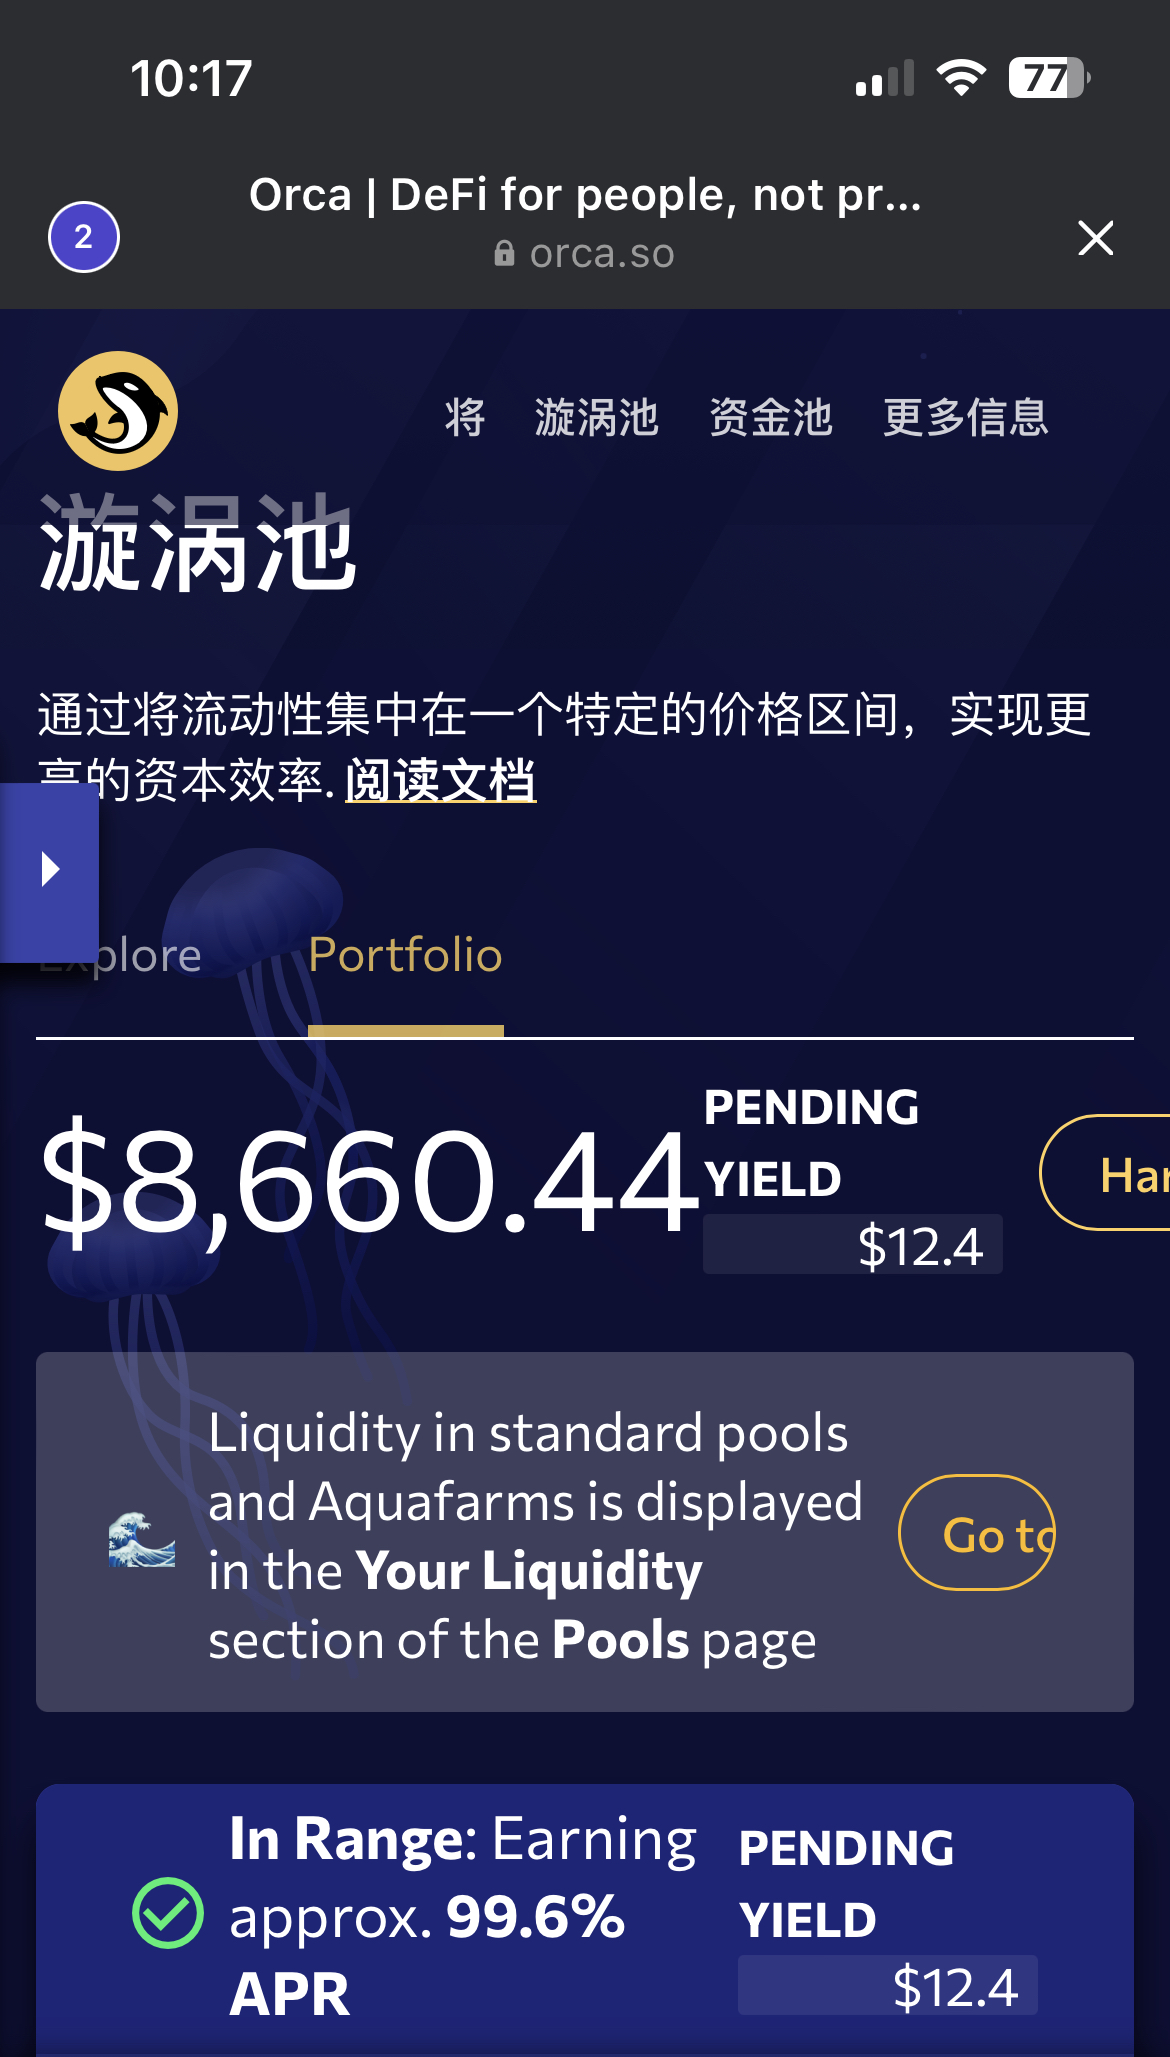 10:17
77
Orca | DeFi for people, not pr...
2
orca.so
将 漩涡池 资金池 更多信息
漩涡池
通过将流动性集中在一个特定的价格区间，实现更
高的资本效率. 阅读文档
Explore Portfolio
$8,660.44
PENDING
YIELD
$12.4
Har
Liquidity in standard pools
and Aquafarms is displayed
in the Your Liquidity
section of the Pools page
Go to
In Range: Earning
approx. 99.6%
APR
PENDING
YIELD
$12.4